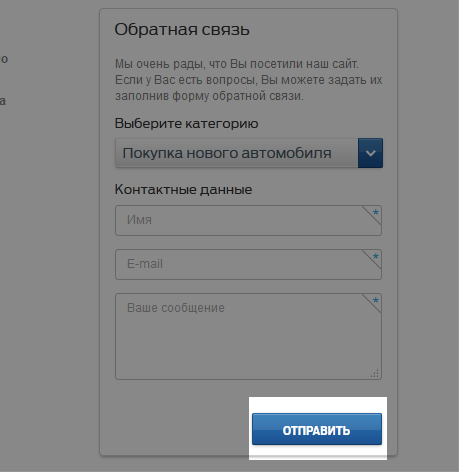 Обратная связь
Мы очень рады, что Вы посетили наш сайт.
Если у Вас есть вопросы, Вы можете задать их
заполнив форму обратной связи.
Выберите категорию
Покупка нового автомобиля
Контактные данные
Имя
*
E-mail
*
Ваше сообщение
*
ОТПРАВИТЬ